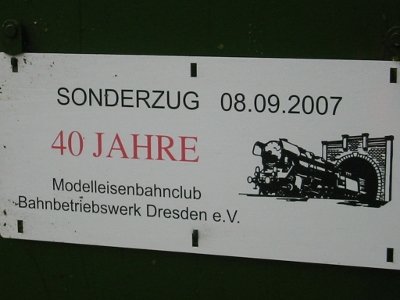 SONDERZUG 08.09.2007
40 JAHRE
Modelleisenbahnclub
Bahnbetriebswerk Dresden e.V.